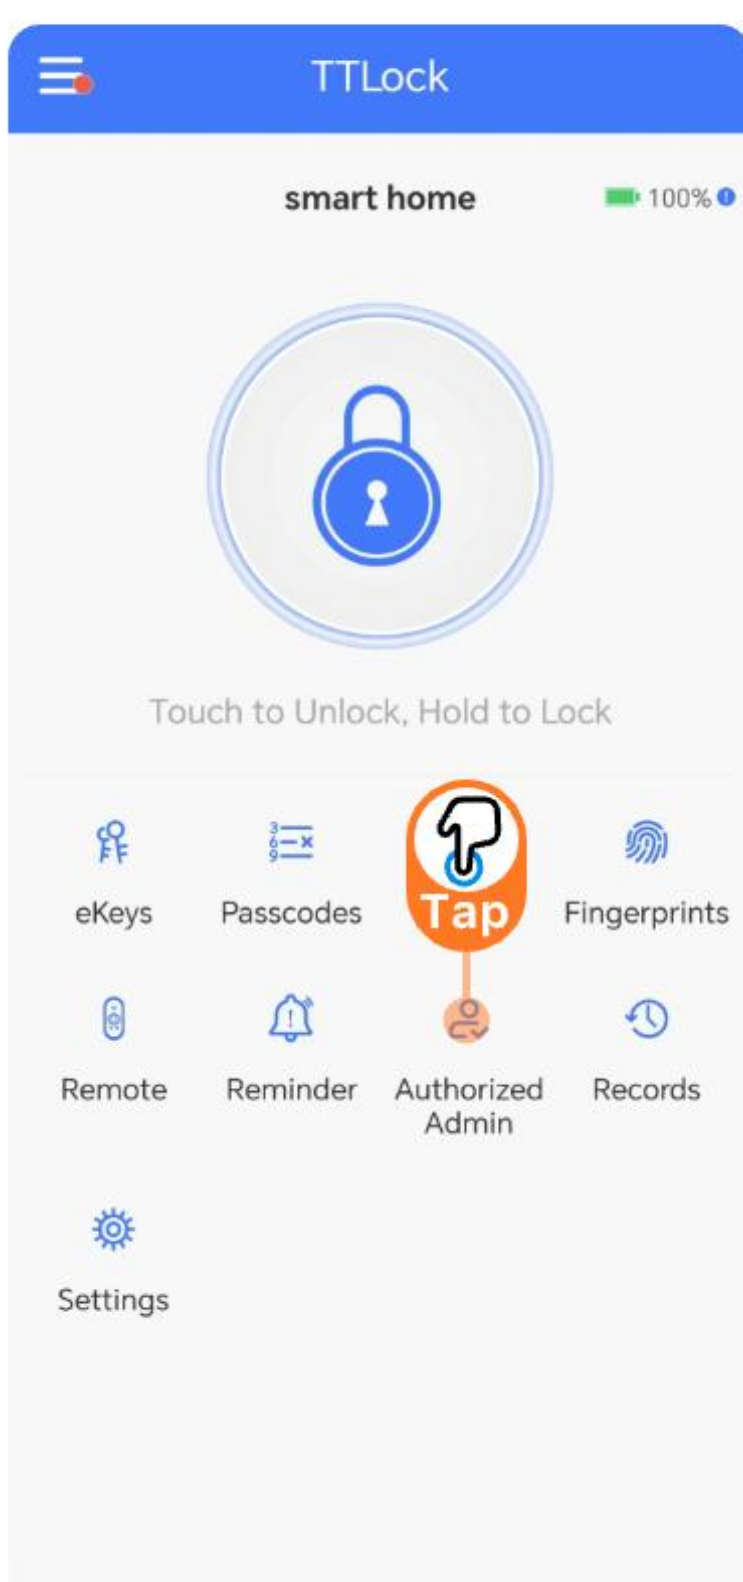 TTLock
smart home 100%
Touch to Unlock, Hold to Lock
eKeys Passcodes Tap Fingerprints
Remote Reminder Authorized Admin Records
Settings